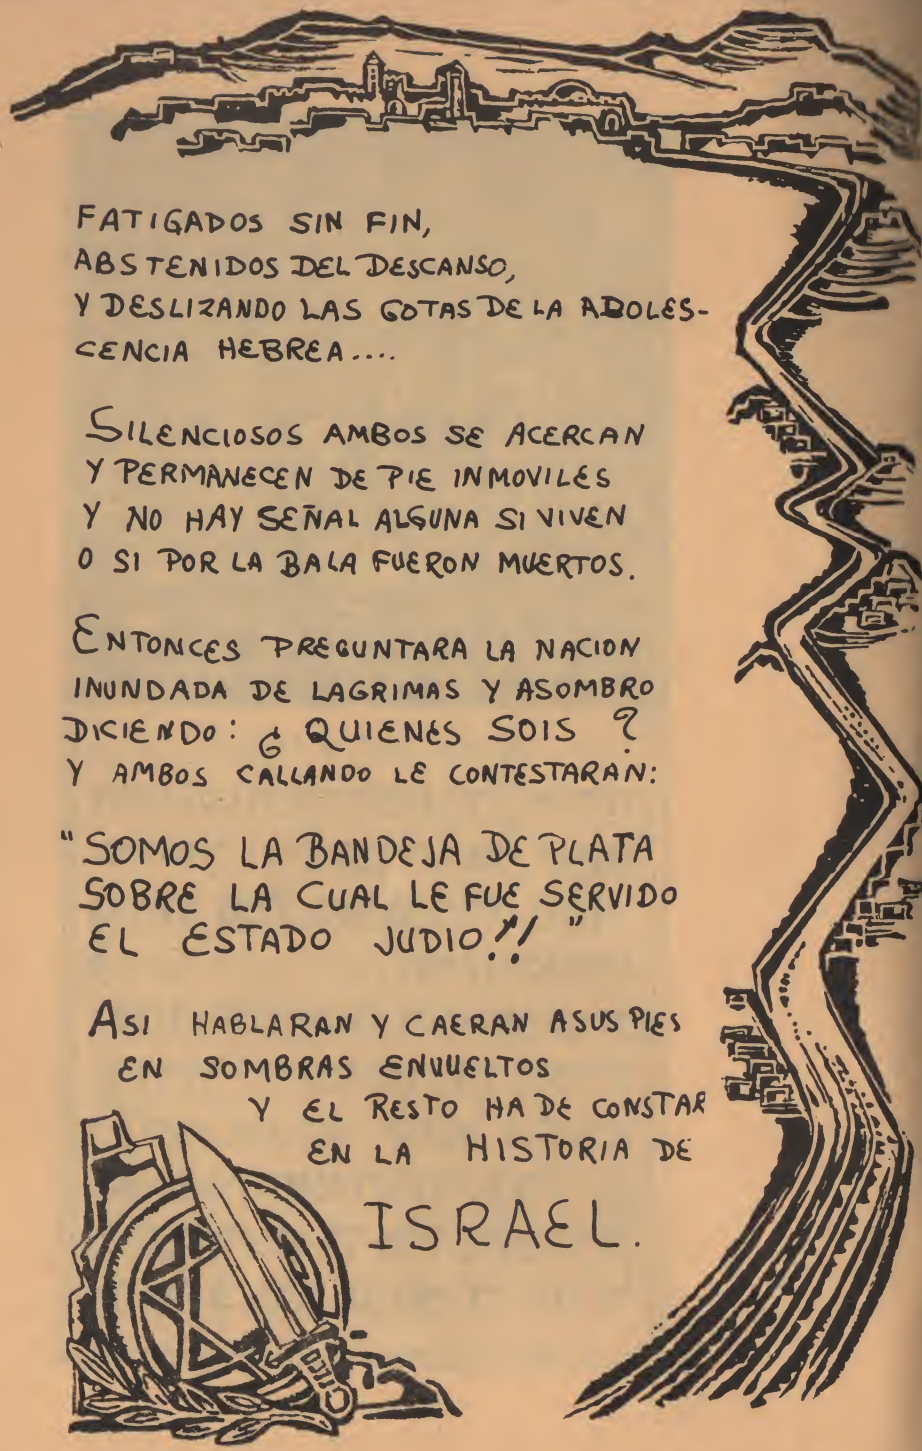 FATIGADOS SIN FIN,
ABSTENIDOS DEL DESCANSO,
Y DESLIZANDO LAS GOTAS DE LA ADOLES-
CENCIA HEBREA....
SILENCIOSOS AMBOS SE ACERCAN
Y PERMANECEN DE PIE INMOVILES
Y NO HAY SEÑAL ALGUNA SI VIVEN
O SI POR LA BALA FUERON MUERTOS.
ENTONCES PREGUNTARA LA NACION
INUNDADA DE LAGRIMAS Y ASOMBRO
DICIENDO: ¿ QUIENES SOIS ?
Y AMBOS CALLANDO LE CONTESTARAN:
"SOMOS LA BANDEJA DE PLATA
SOBRE LA CUAL LE FUE SERVIDO
EL ESTADO JUDIO!!"
ASI HABLARAN Y CAERAN A SUS PIES
EN SOMBRAS ENVUELTOS
Y EL RESTO HA DE CONSTAR
EN LA HISTORIA DE
ISRAEL.